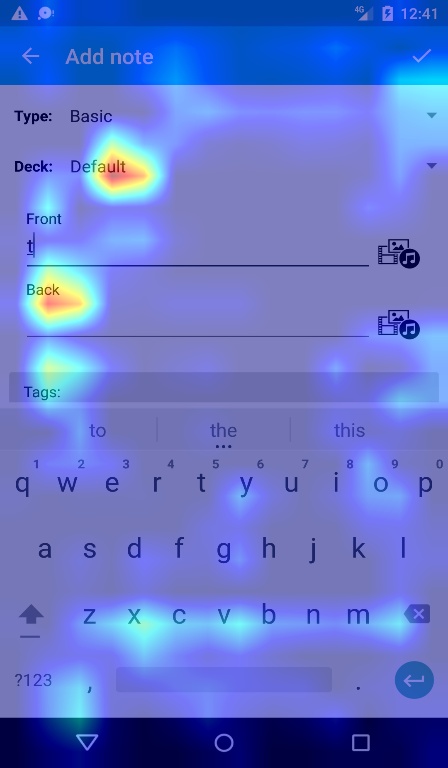 4G 12:41
Add note
Type: Basic
Deck: Default
Front
t
Back
Tags:
to the this
1 2 3 4 5 6 7 8 9 0
q w e r t y u i o p
a s d f g h j k l
z x c v b n m
?123 , .